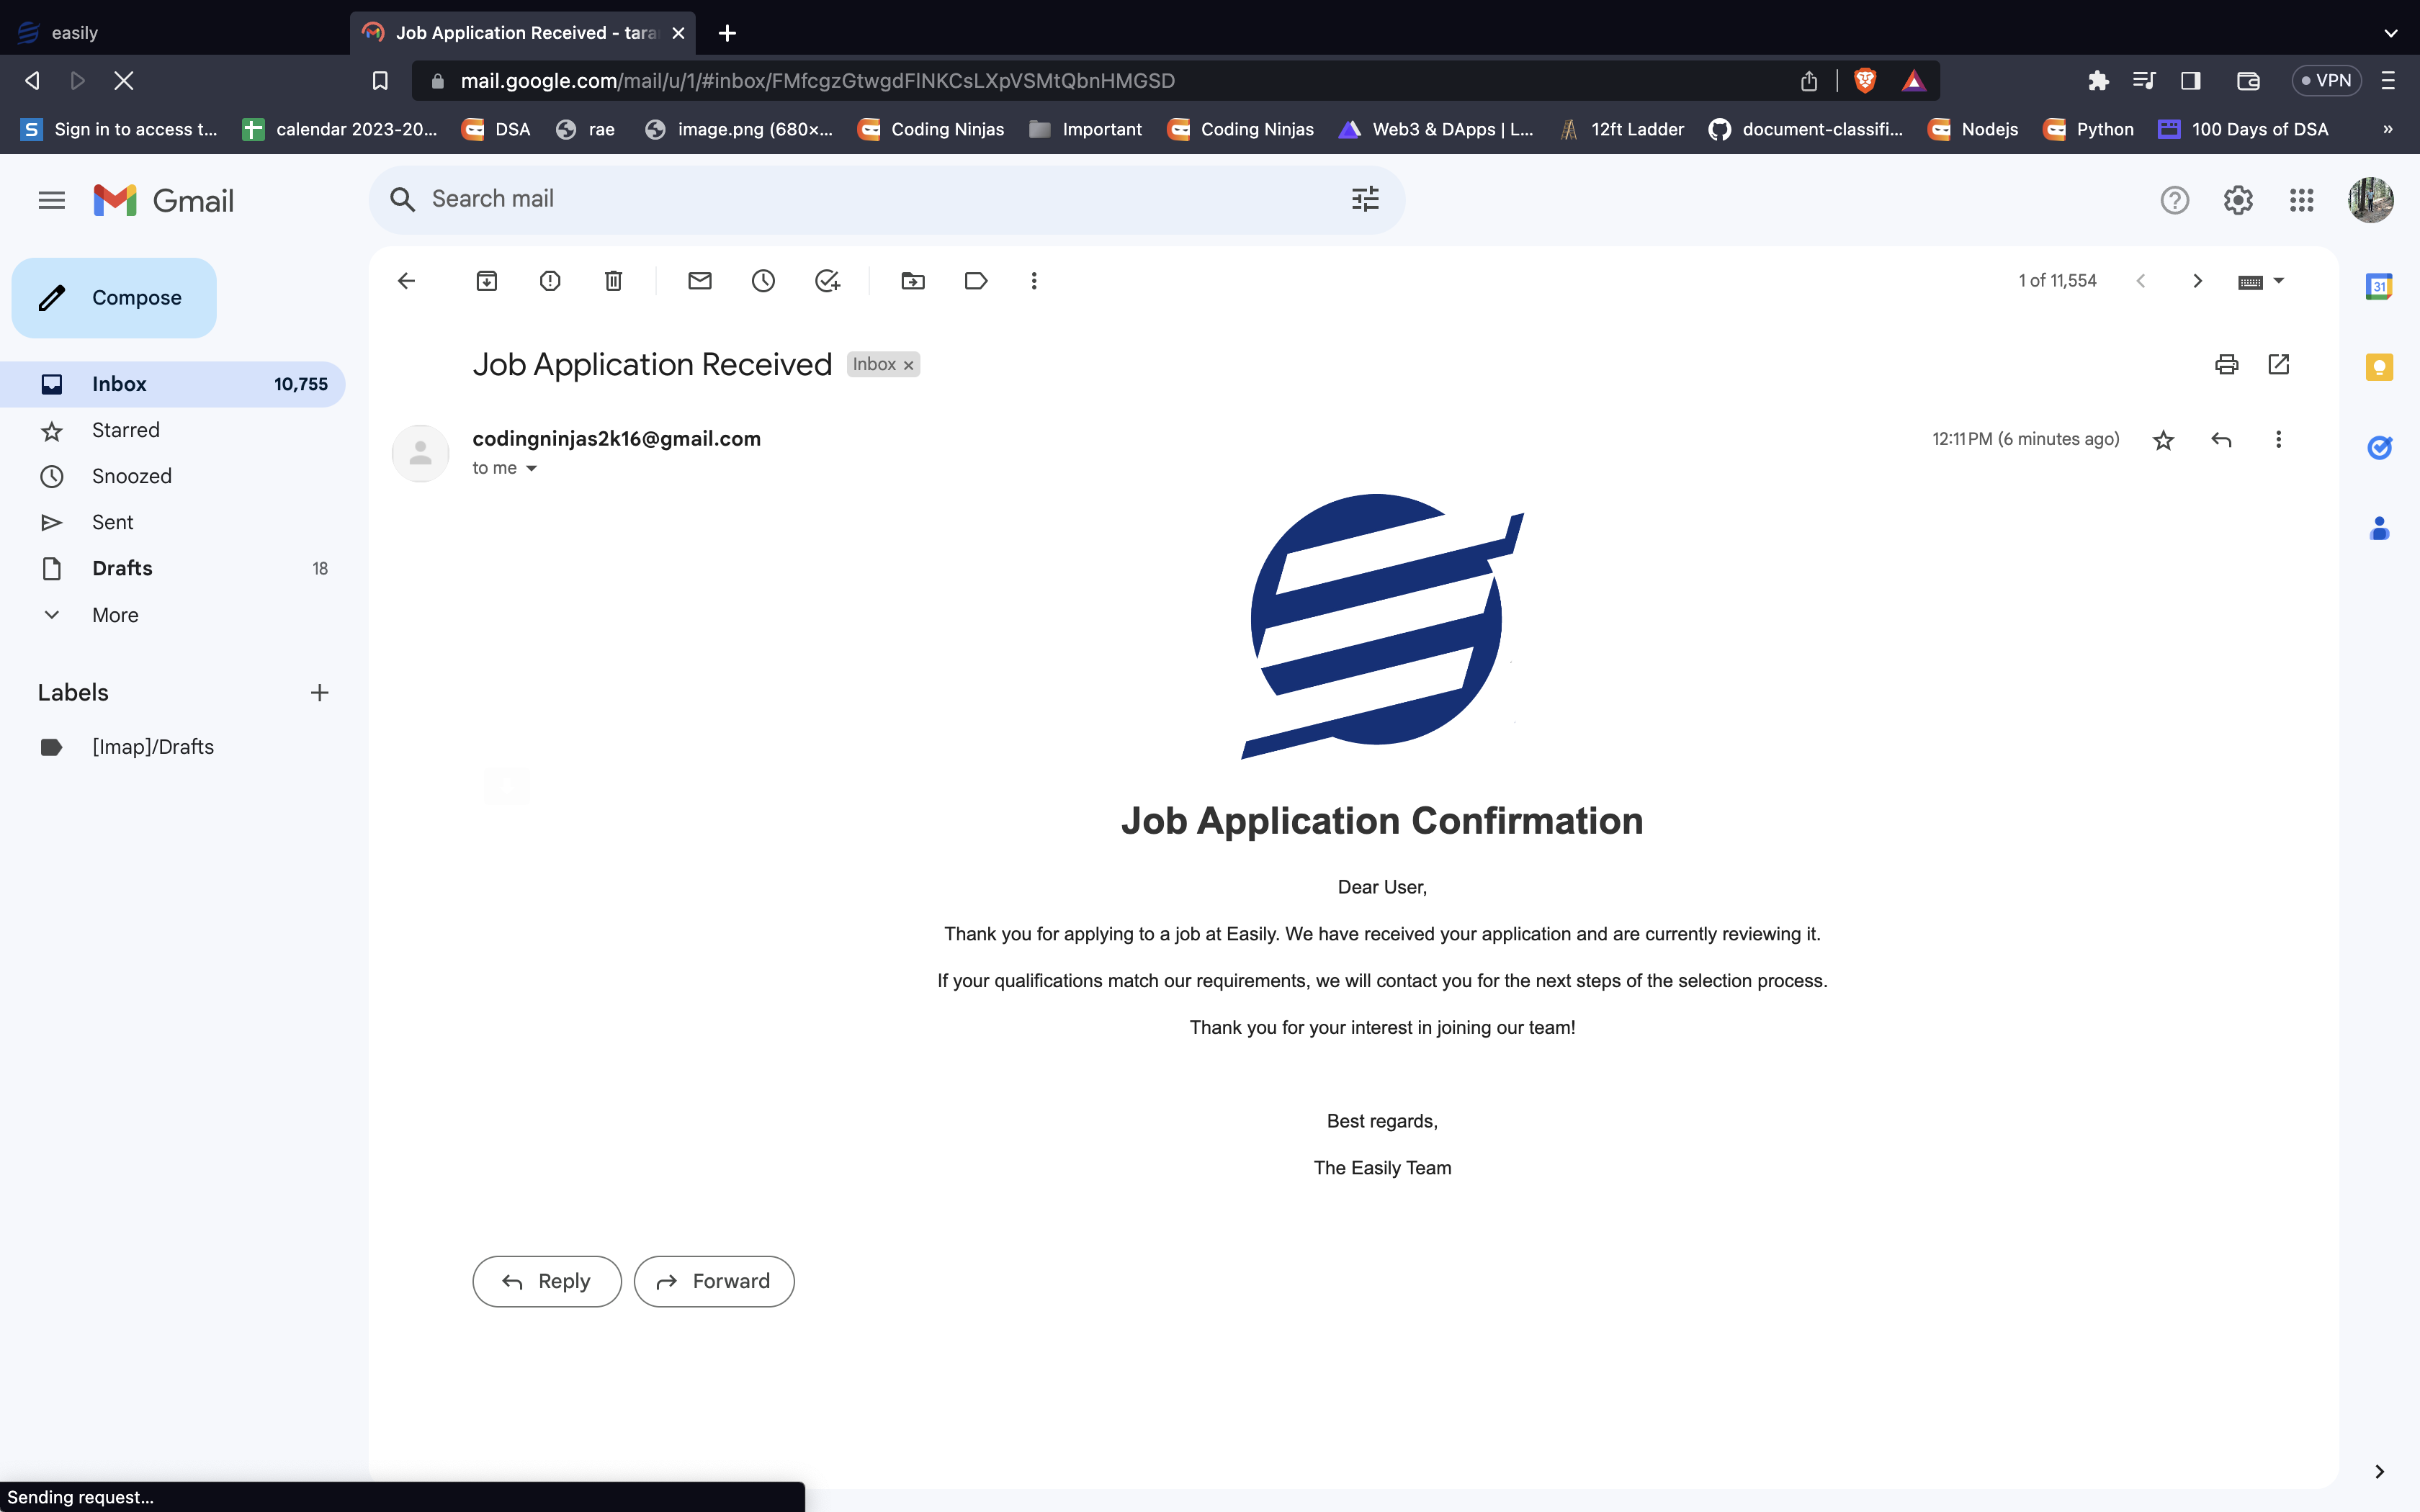 easily
Job Application Received - tara
mail.google.com/mail/u/1/#inbox/FMfcgzGtwgdFlNKCsLXpVSMtQbnHMGSD
VPN
Sign in to access t...
calendar 2023-20...
DSA
rae
image.png (680×...
Coding Ninjas
Important
Coding Ninjas
Web3 & DApps | L...
12ft Ladder
document-classifi...
Nodejs
Python
100 Days of DSA
»
Gmail
Search mail
Compose
1 of 11,554
Inbox 10,755
Starred
Snoozed
Sent
Drafts 18
More
Labels
[Imap]/Drafts
Job Application Received Inbox ×
codingninjas2k16@gmail.com
12:11 PM (6 minutes ago)
to me
31
Job Application Confirmation
Dear User,
Thank you for applying to a job at Easily. We have received your application and are currently reviewing it.
If your qualifications match our requirements, we will contact you for the next steps of the selection process.
Thank you for your interest in joining our team!
Best regards,
The Easily Team
Reply
Forward
Sending request...